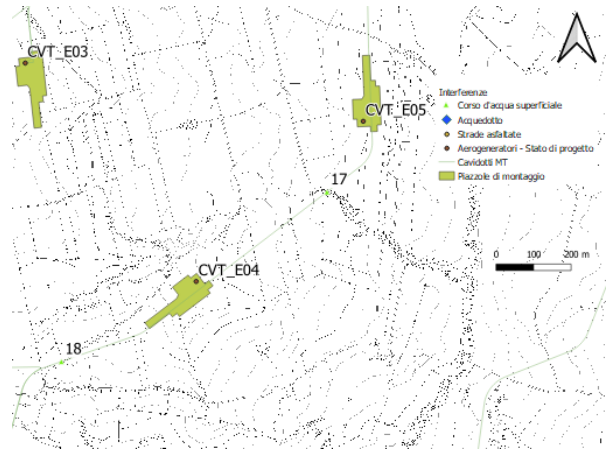 CVT_E03
CVT_E05
Interferenze
Corso d'acqua superficiale
Acquedotto
Strade asfaltate
Aerogeneratori - Stato di progetto
Cavidotti MT
Piazzole di montaggio
17
0 100 200 m
CVT_E04
18